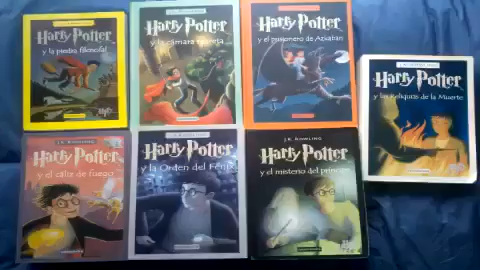 Harry Potter
y la piedra filosofal
Harry Potter
y la cámara secreta
Harry Potter
y el prisionero de Azkaban
Harry Potter
y las Reliquias de la Muerte
J.K. ROWLING
Harry Potter
y el cáliz de fuego
Harry Potter
y la Orden del Fénix
J.K. ROWLING
Harry Potter
y el misterio del príncipe